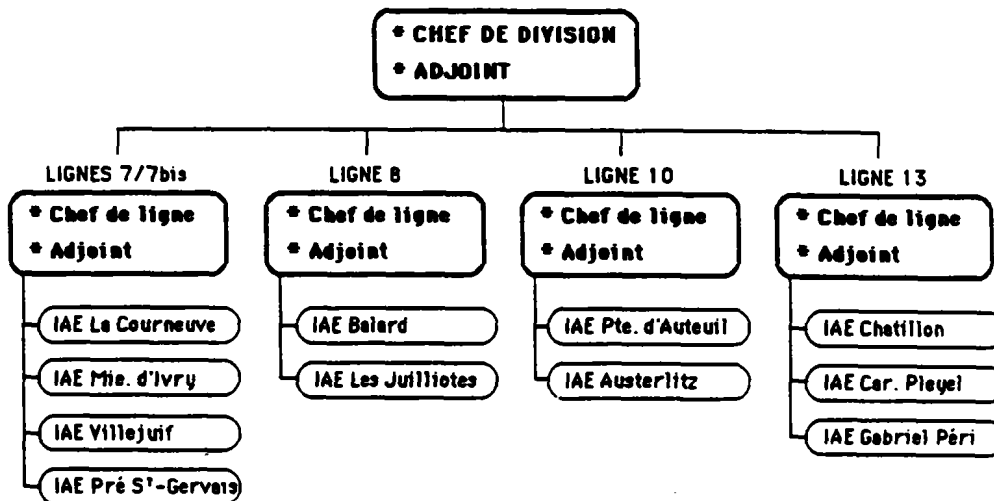 * CHEF DE DIVISION
* ADJOINT
LIGNES 7/7bis
* Chef de ligne
* Adjoint
IAE La Courneuve
IAE Mie. d'Ivry
IAE Villejuif
IAE Pré Sᵗ-Gervais
LIGNE 8
* Chef de ligne
* Adjoint
IAE Balard
IAE Les Juilliotes
LIGNE 10
* Chef de ligne
* Adjoint
IAE Pte. d'Auteuil
IAE Austerlitz
LIGNE 13
* Chef de ligne
* Adjoint
IAE Chatillon
IAE Car. Pleyel
IAE Gabriel Péri